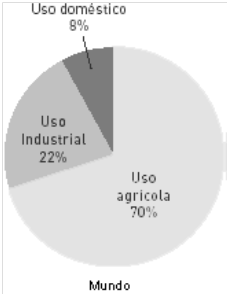 Uso doméstico
8%
Uso
Industrial
22%
Uso
agrícola
70%
Mundo